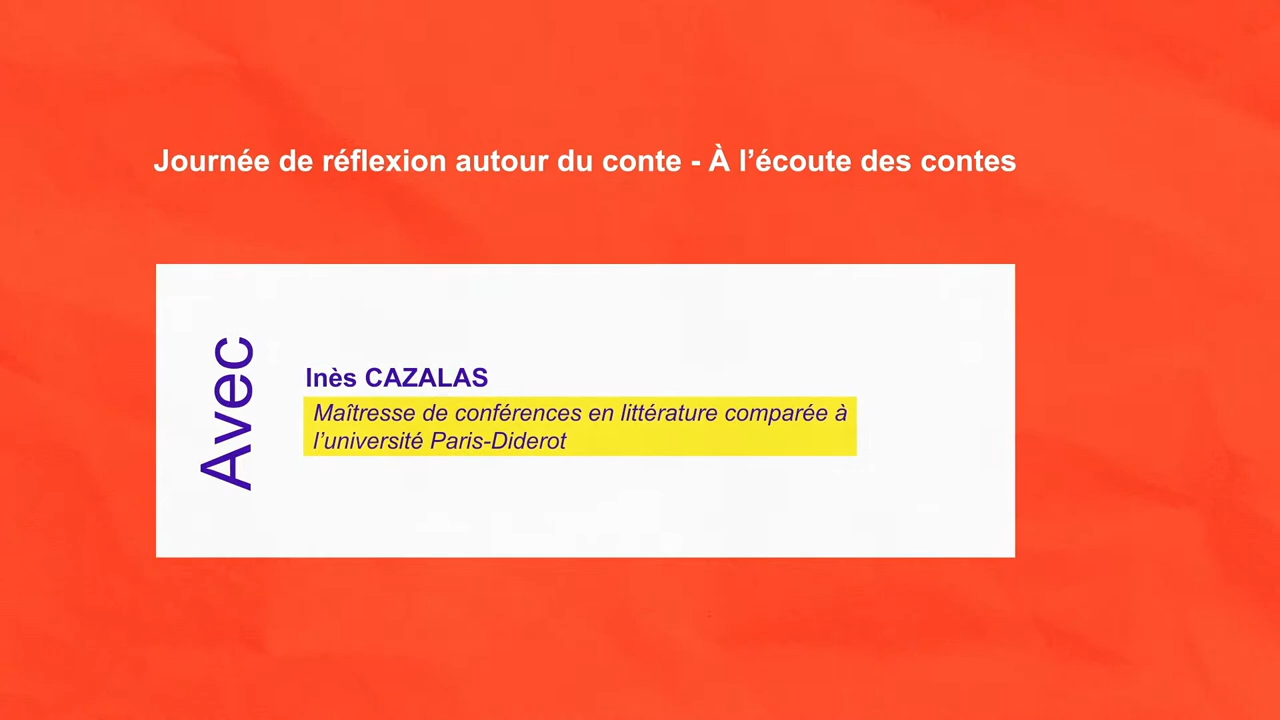 Journée de réflexion autour du conte - À l’écoute des contes
Avec
Inès CAZALAS
Maîtresse de conférences en littérature comparée à
l’université Paris-Diderot